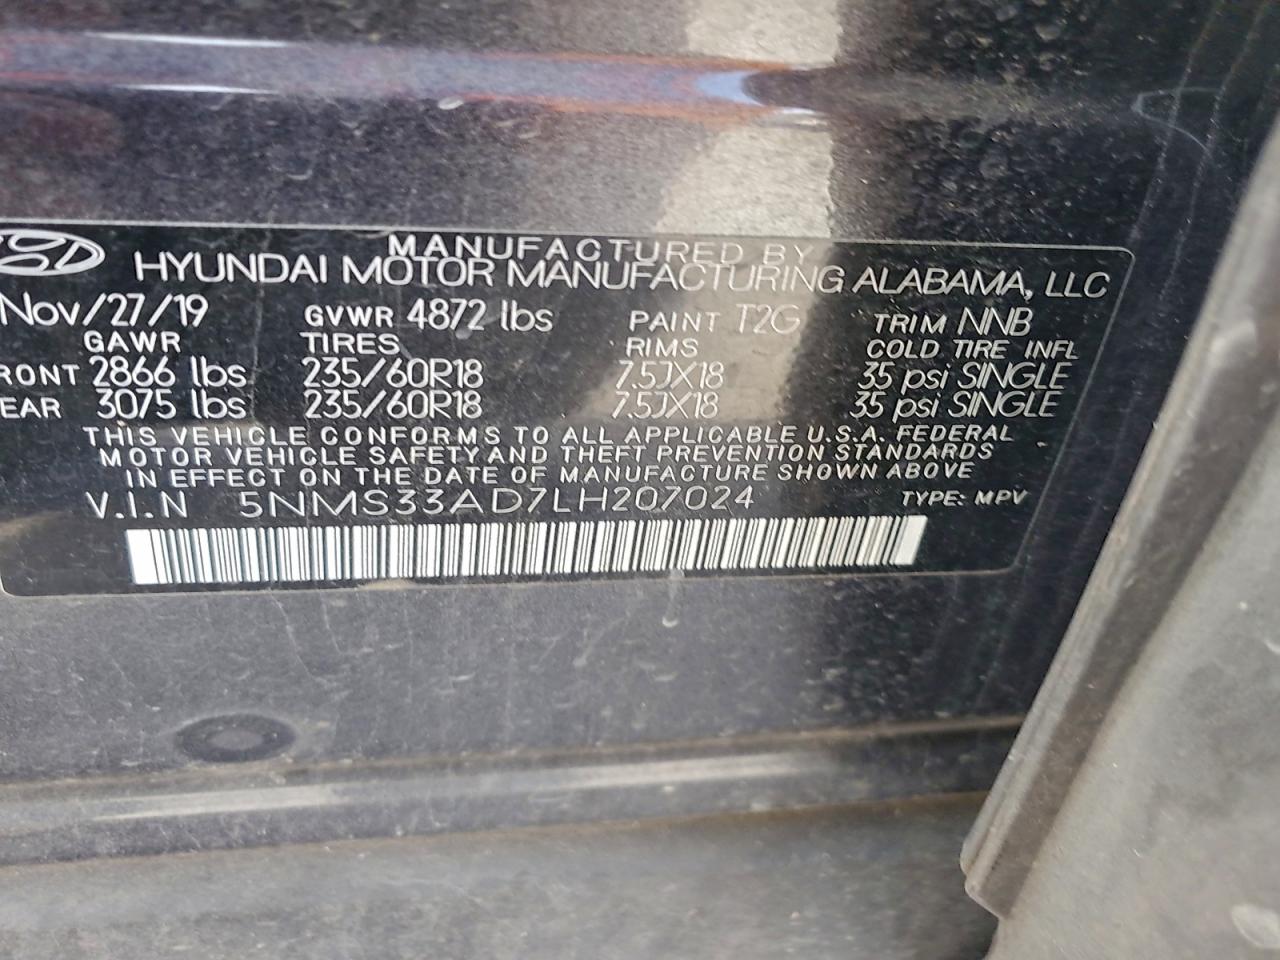 MANUFACTURED BY
HYUNDAI MOTOR MANUFACTURING ALABAMA, LLC
Nov/27/19 GVWR 4872 lbs PAINT T2G TRIM NNB
GAWR TIRES RIMS COLD TIRE INFL
RONT 2866 lbs 235/60R18 7.5JX18 35 psi SINGLE
EAR 3075 lbs 235/60R18 7.5JX18 35 psi SINGLE
THIS VEHICLE CONFORMS TO ALL APPLICABLE U.S.A. FEDERAL
MOTOR VEHICLE SAFETY AND THEFT PREVENTION STANDARDS
IN EFFECT ON THE DATE OF MANUFACTURE SHOWN ABOVE
V.I.N 5NMS33AD7LH207024 TYPE: MPV